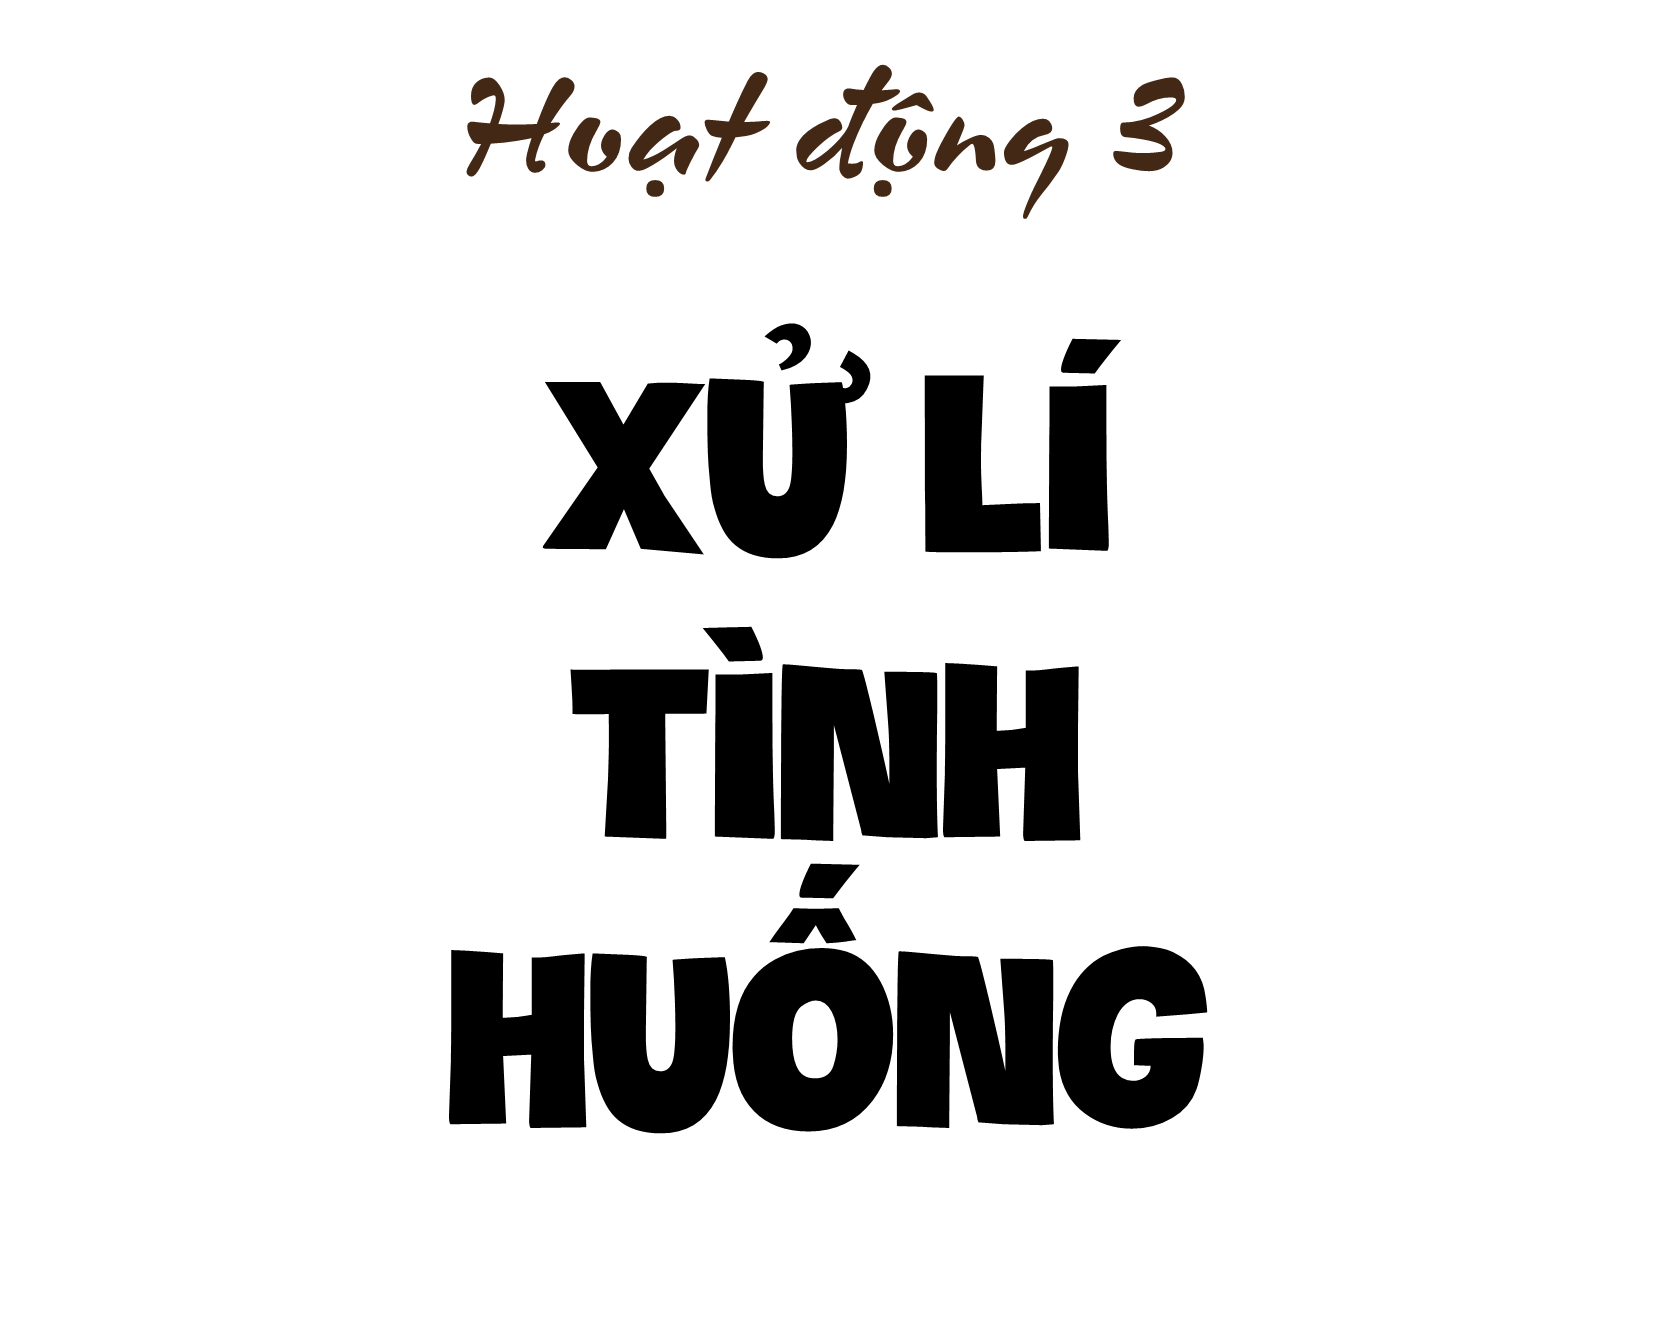 Hoạt động 3
XỬ LÍ
TÌNH
HUỐNG